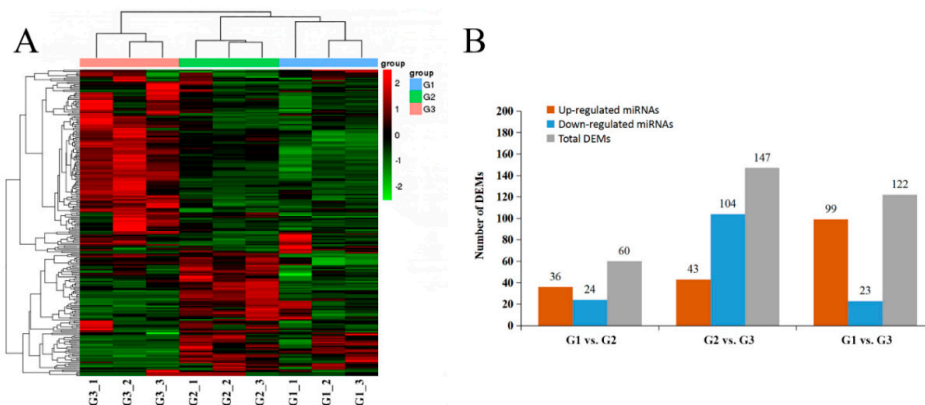 A
group
2
1
0
-1
-2
group
G1
G2
G3
G3_1
G3_2
G3_3
G2_1
G2_2
G2_3
G1_1
G1_2
G1_3
B
Number of DEMs
200
180
160
140
120
100
80
60
40
20
0
Up-regulated miRNAs
Down-regulated miRNAs
Total DEMs
36
24
60
43
104
147
99
23
122
G1 vs. G2
G2 vs. G3
G1 vs. G3